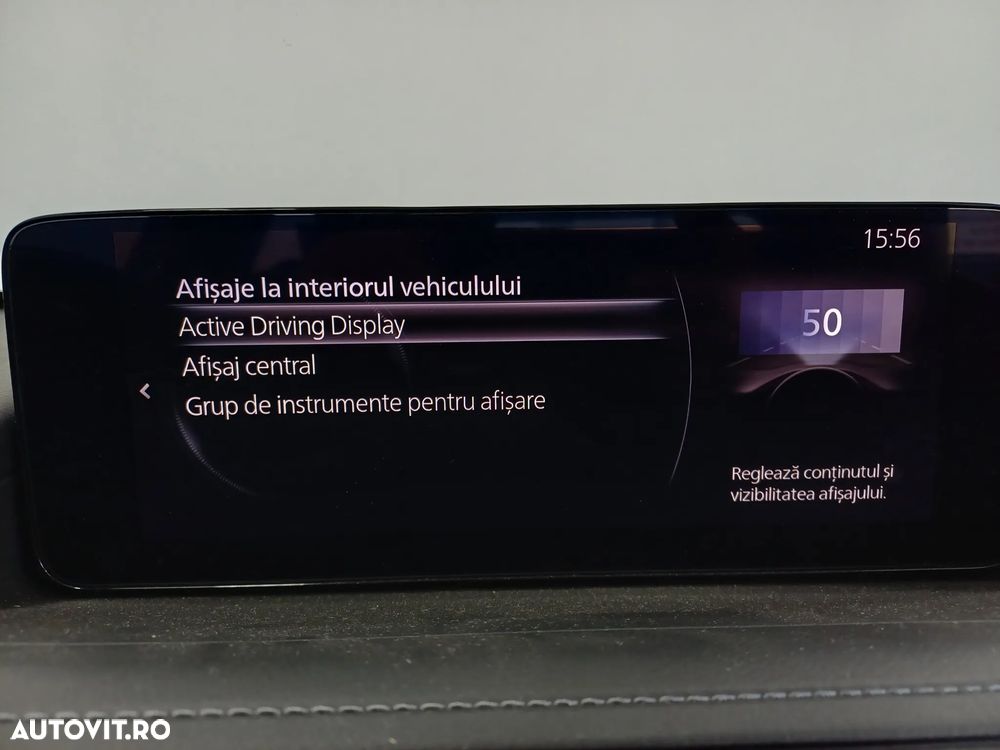 15:56
Afișaje la interiorul vehiculului
Active Driving Display
Afișaj central
Grup de instrumente pentru afișare
50
Reglează conținutul și
vizibilitatea afișajului.
AUTOVIT.RO